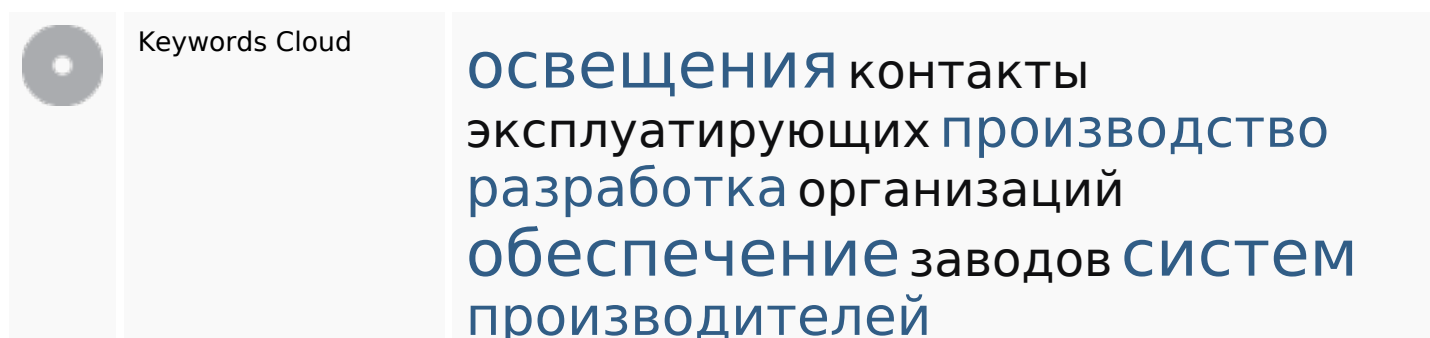 Keywords Cloud
освещения контакты
эксплуатирующих производство
разработка организаций
обеспечение заводов систем
производителей